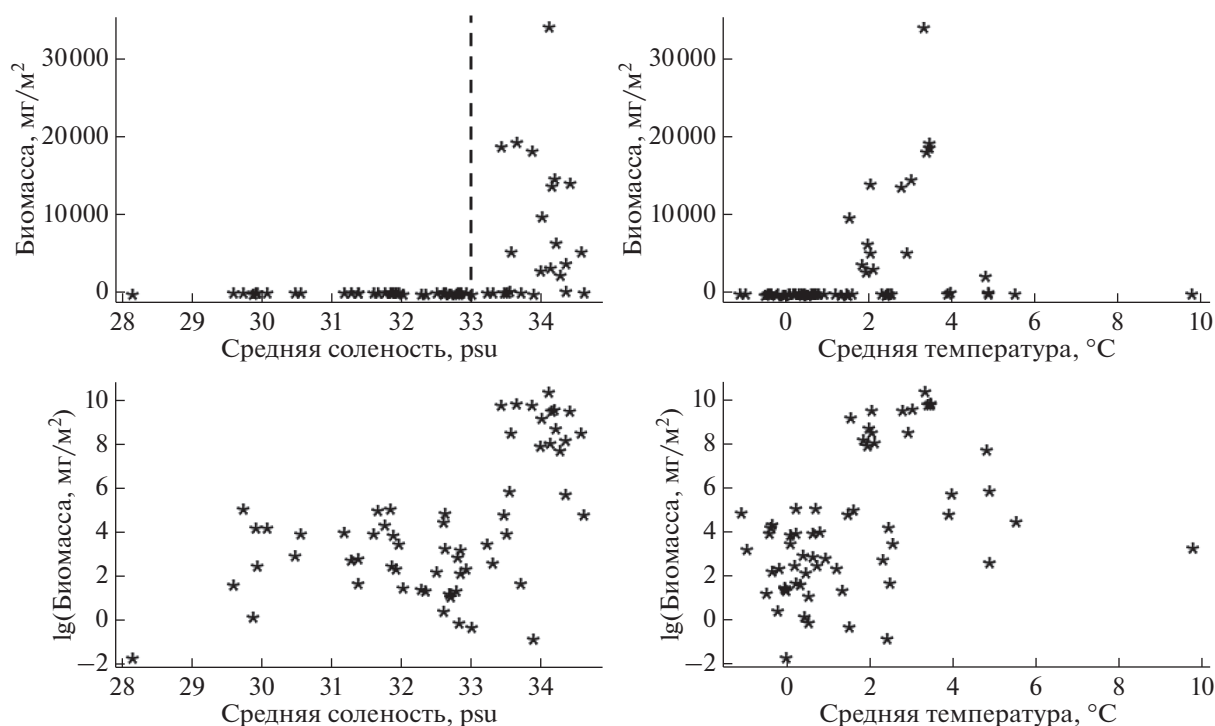 Биомасса, мг/м²
30000
20000
10000
0
28 29 30 31 32 33 34
Средняя соленость, psu
Биомасса, мг/м²
30000
20000
10000
0
0 2 4 6 8 10
Средняя температура, °C
lg(Биомасса, мг/м²)
10
8
6
4
2
0
−2
28 29 30 31 32 33 34
Средняя соленость, psu
lg(Биомасса, мг/м²)
10
8
6
4
2
0
−2
0 2 4 6 8 10
Средняя температура, °C